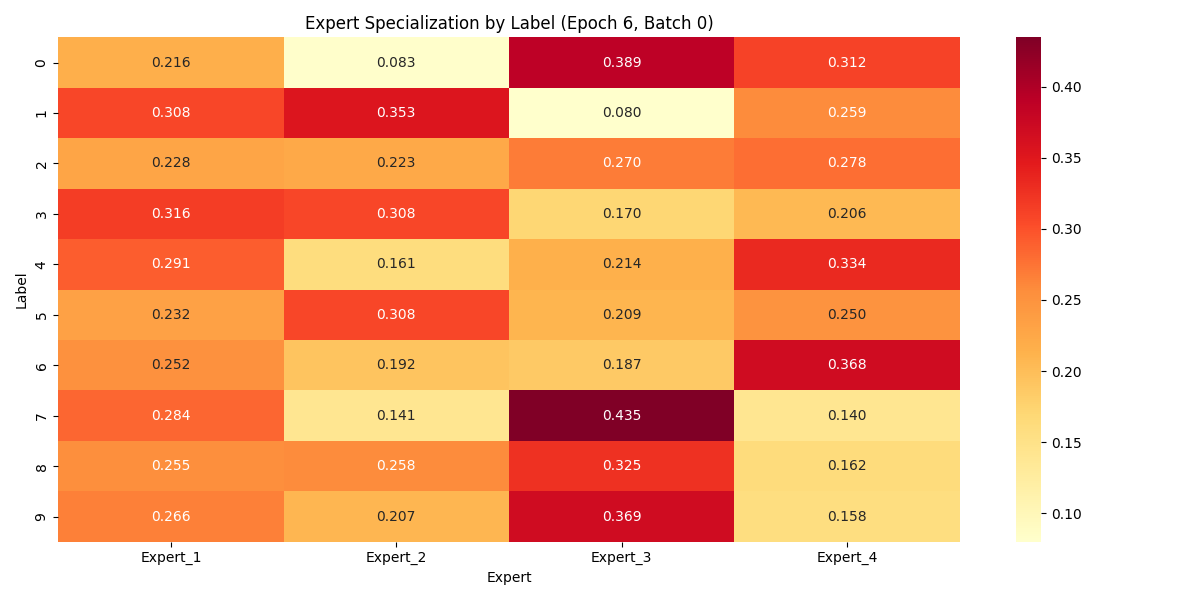 Expert Specialization by Label (Epoch 6, Batch 0)
Label
0 0.216 0.083 0.389 0.312
1 0.308 0.353 0.080 0.259
2 0.228 0.223 0.270 0.278
3 0.316 0.308 0.170 0.206
4 0.291 0.161 0.214 0.334
5 0.232 0.308 0.209 0.250
6 0.252 0.192 0.187 0.368
7 0.284 0.141 0.435 0.140
8 0.255 0.258 0.325 0.162
9 0.266 0.207 0.369 0.158
Expert_1 Expert_2 Expert_3 Expert_4
Expert
0.40
0.35
0.30
0.25
0.20
0.15
0.10